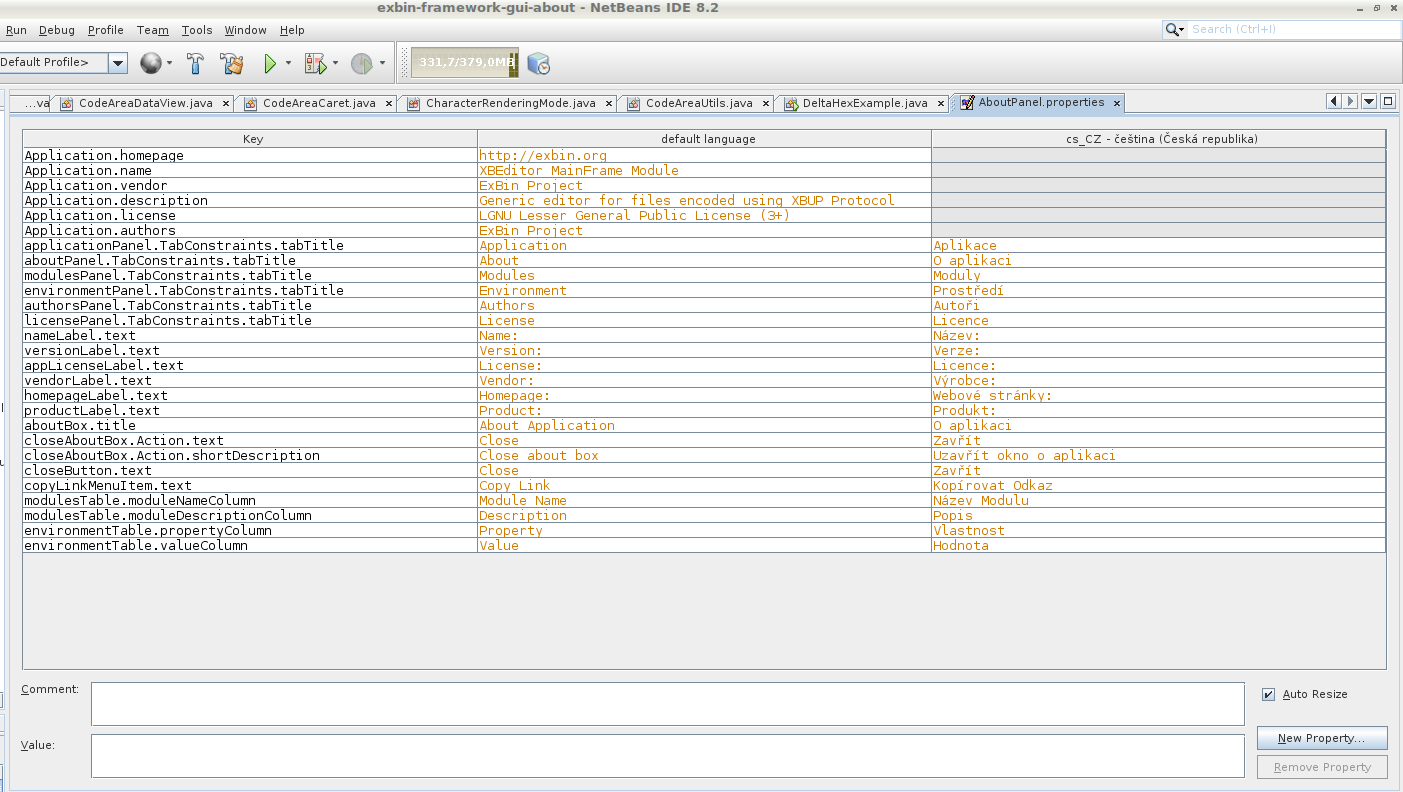 exbin-framework-gui-about - NetBeans IDE 8.2
Run Debug Profile Team Tools Window Help
Search (Ctrl+I)
Default Profile>
331,7/379,0MB
...va CodeAreaDataView.java CodeAreaCaret.java CharacterRenderingMode.java CodeAreaUtils.java DeltaHexExample.java AboutPanel.properties
Key default language cs_CZ - čeština (Česká republika)
Application.homepage http://exbin.org
Application.name XBEditor MainFrame Module
Application.vendor ExBin Project
Application.description Generic editor for files encoded using XBUP Protocol
Application.license LGNU Lesser General Public License (3+)
Application.authors ExBin Project
applicationPanel.TabConstraints.tabTitle Application Aplikace
aboutPanel.TabConstraints.tabTitle About O aplikaci
modulesPanel.TabConstraints.tabTitle Modules Moduly
environmentPanel.TabConstraints.tabTitle Environment Prostředí
authorsPanel.TabConstraints.tabTitle Authors Autoři
licensePanel.TabConstraints.tabTitle License Licence
nameLabel.text Name: Název:
versionLabel.text Version: Verze:
appLicenseLabel.text License: Licence:
vendorLabel.text Vendor: Výrobce:
homepageLabel.text Homepage: Webové stránky:
productLabel.text Product: Produkt:
aboutBox.title About Application O aplikaci
closeAboutBox.Action.text Close Zavřít
closeAboutBox.Action.shortDescription Close about box Uzavřít okno o aplikaci
closeButton.text Close Zavřít
copyLinkMenuItem.text Copy Link Kopírovat Odkaz
modulesTable.moduleNameColumn Module Name Název Modulu
modulesTable.moduleDescriptionColumn Description Popis
environmentTable.propertyColumn Property Vlastnost
environmentTable.valueColumn Value Hodnota
Comment:
Auto Resize
Value:
New Property...
Remove Property